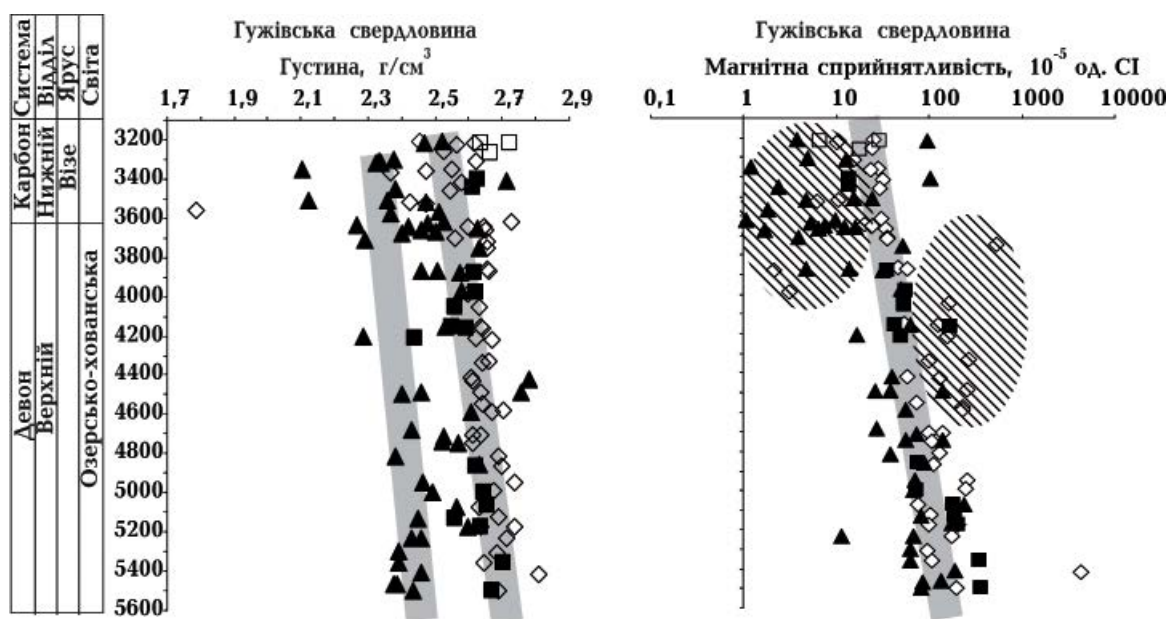 Система
Відділ
Ярус
Світа
Карбон
Нижній
Візе
Девон
Верхній
Озерсько-хованська
Гужівська свердловина
Густина, г/см³
1,7 1,9 2,1 2,3 2,5 2,7 2,9
3200
3400
3600
3800
4000
4200
4400
4600
4800
5000
5200
5400
5600
Гужівська свердловина
Магнітна сприйнятливість, 10⁻⁵ од. СІ
0,1 1 10 100 1000 10000